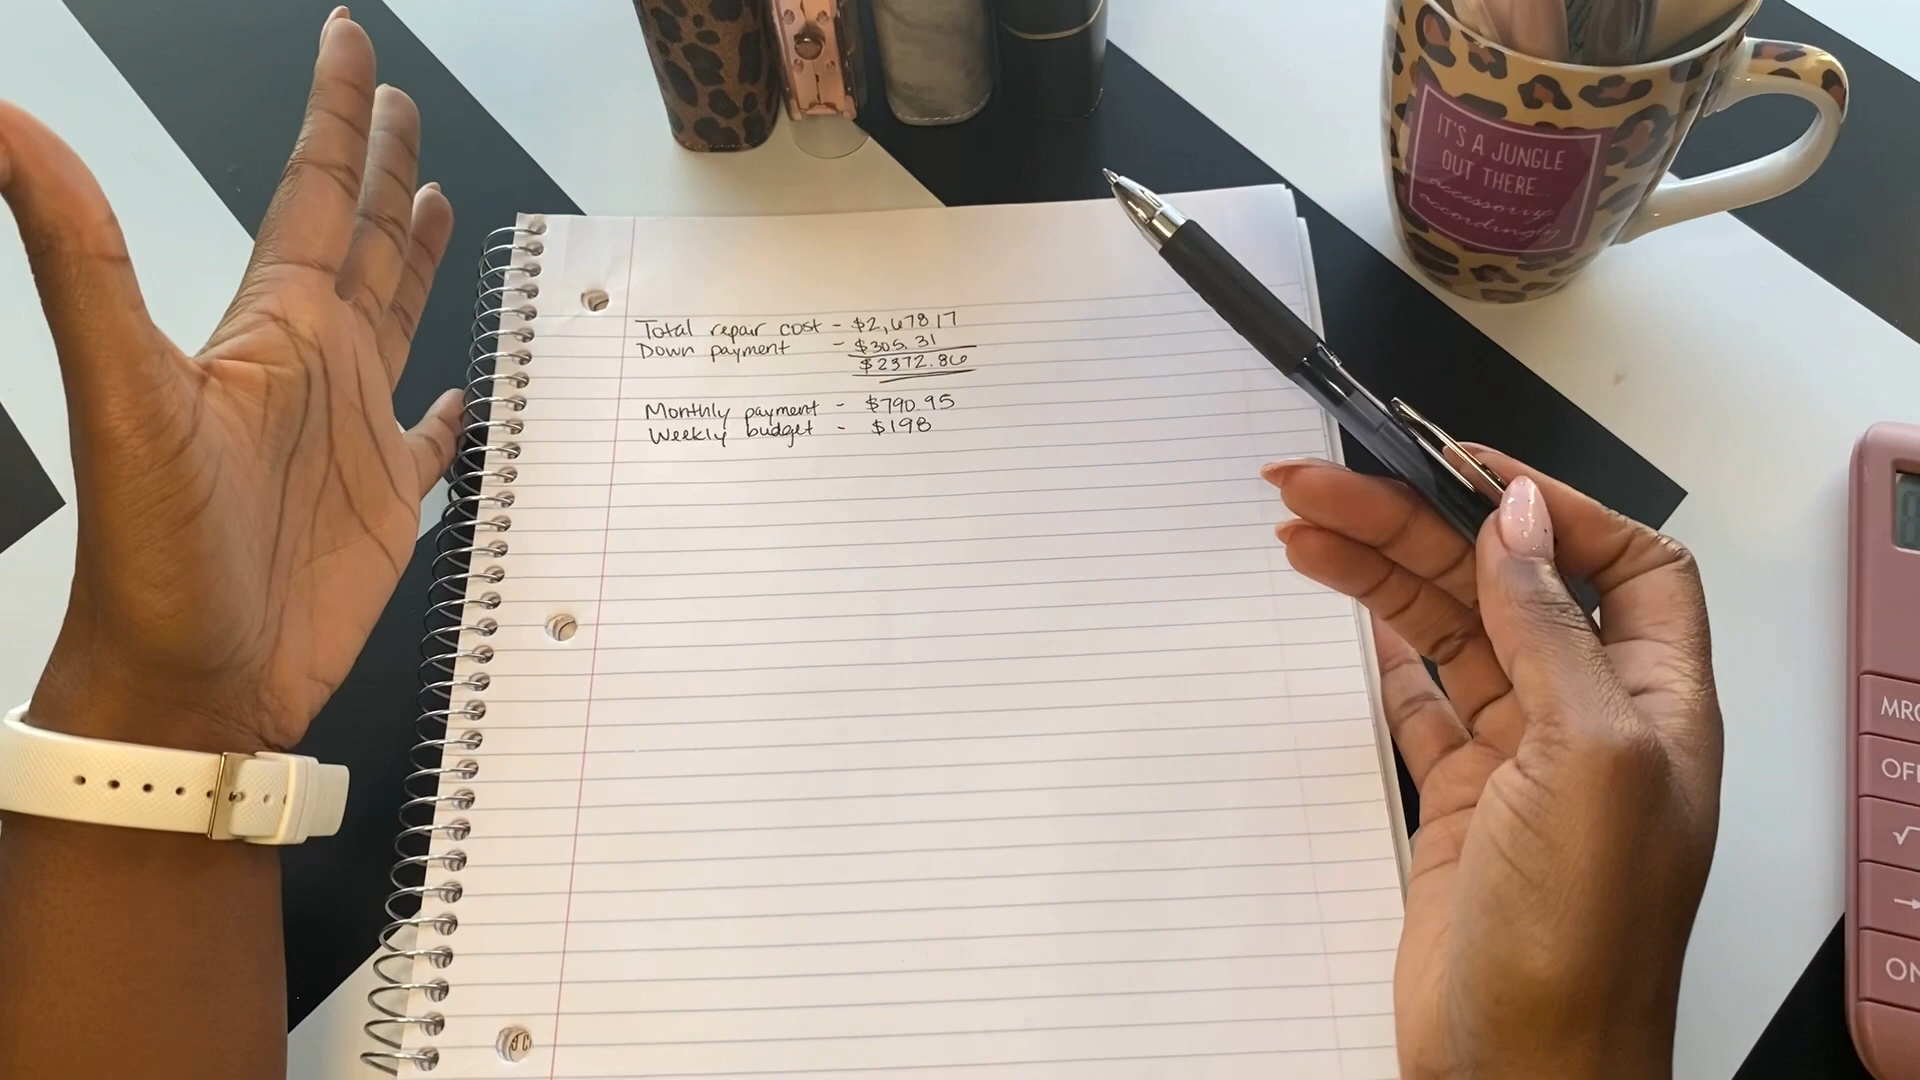 IT'S A JUNGLE
OUT THERE...
accessorize
accordingly
Total repair cost - $2,678.17
Down payment - $305.31
$2372.86
Monthly payment - $790.95
Weekly budget - $198
MRC
OFF
√
→
ON